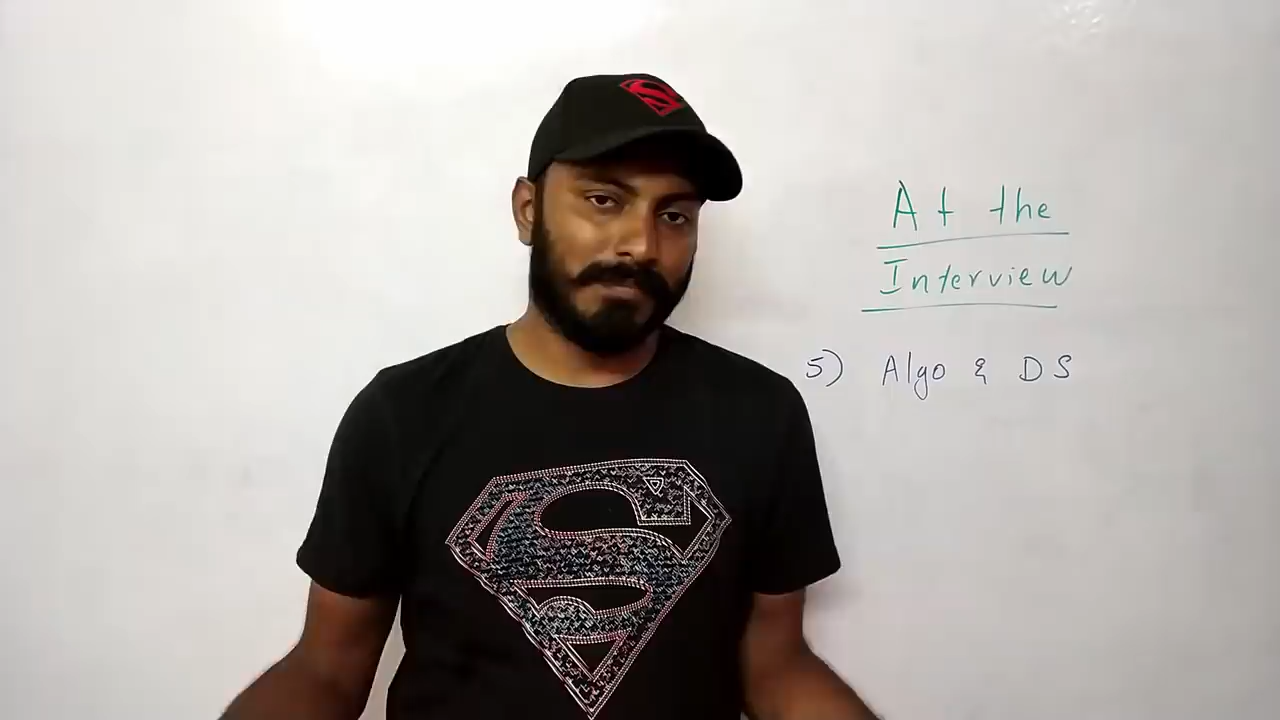 At the
Interview
5) Algo & DS